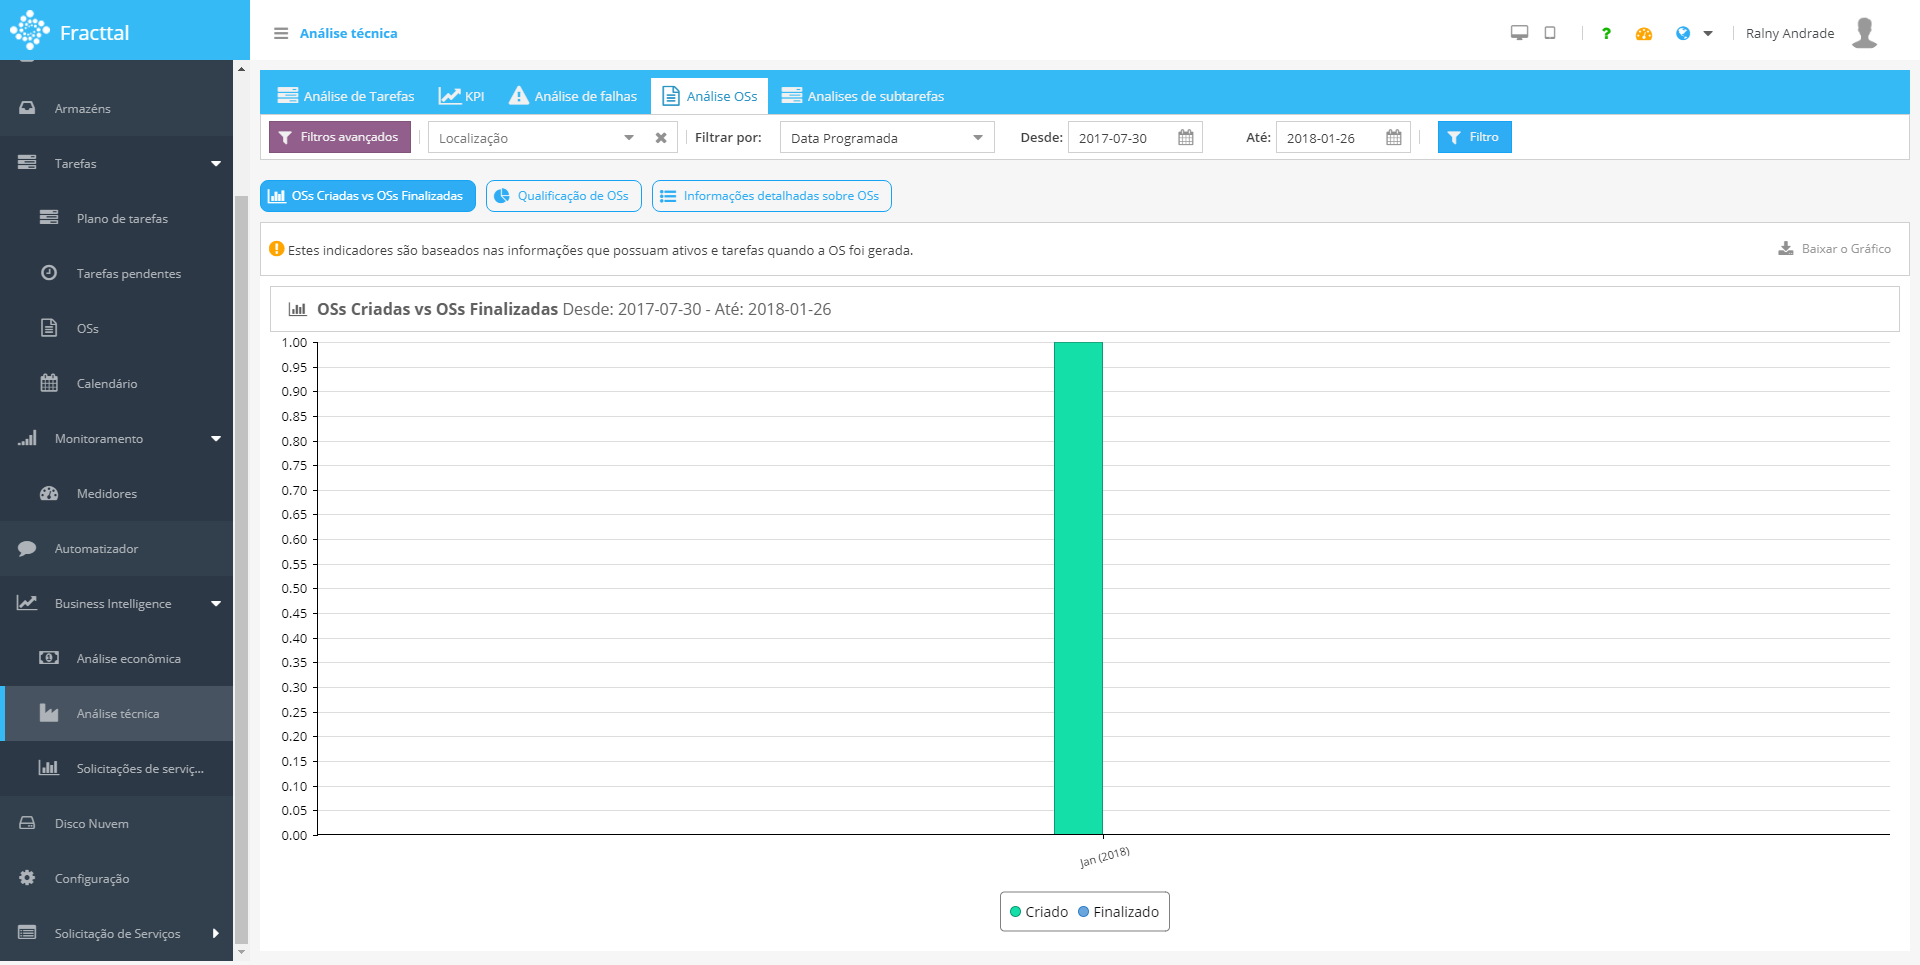 Fracttal
Análise técnica
?
Ralny Andrade
Armazéns
Tarefas
Plano de tarefas
Tarefas pendentes
OSs
Calendário
Monitoramento
Medidores
Automatizador
Business Intelligence
Análise econômica
Análise técnica
Solicitações de serviç...
Disco Nuvem
Configuração
Solicitação de Serviços
Análise de Tarefas
KPI
Análise de falhas
Análise OSs
Analises de subtarefas
Filtros avançados
Localização
Filtrar por:
Data Programada
Desde:
2017-07-30
Até:
2018-01-26
Filtro
OSs Criadas vs OSs Finalizadas
Qualificação de OSs
Informações detalhadas sobre OSs
Estes indicadores são baseados nas informações que possuam ativos e tarefas quando a OS foi gerada.
Baixar o Gráfico
OSs Criadas vs OSs Finalizadas Desde: 2017-07-30 - Até: 2018-01-26
1.00
0.95
0.90
0.85
0.80
0.75
0.70
0.65
0.60
0.55
0.50
0.45
0.40
0.35
0.30
0.25
0.20
0.15
0.10
0.05
0.00
Jan (2018)
Criado
Finalizado